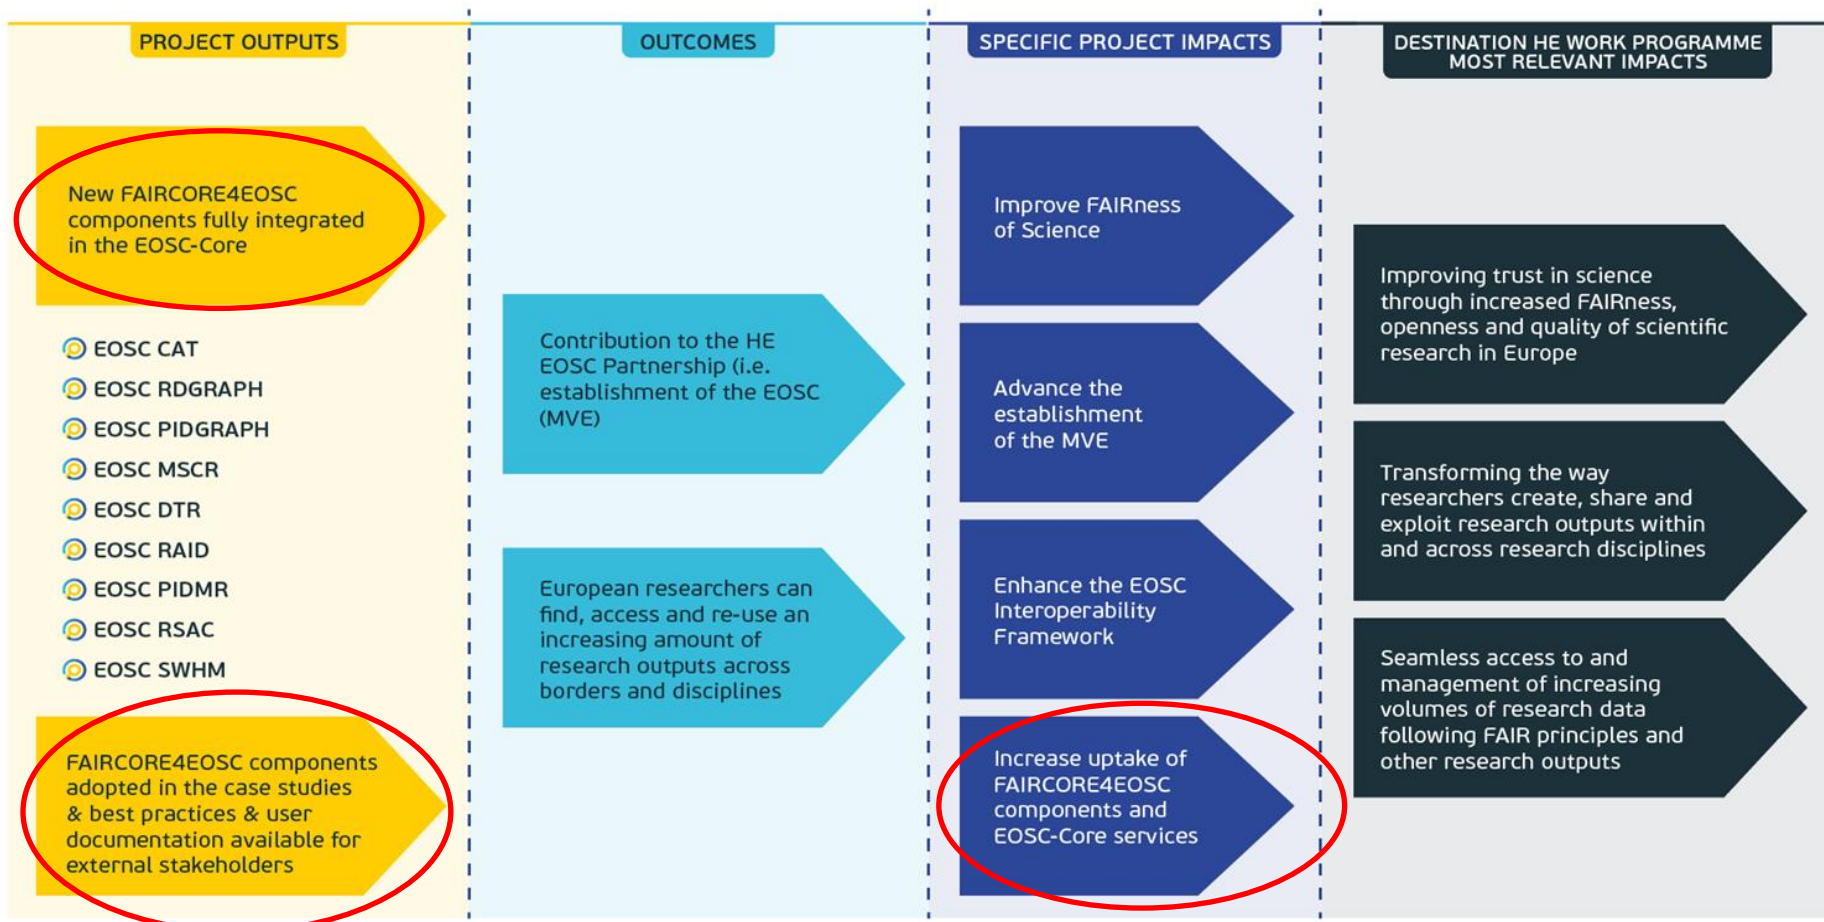 PROJECT OUTPUTS
New FAIRCORE4EOSC
components fully integrated
in the EOSC-Core
EOSC CAT
EOSC RDGRAPH
EOSC PIDGRAPH
EOSC MSCR
EOSC DTR
EOSC RAID
EOSC PIDMR
EOSC RSAC
EOSC SWHM
FAIRCORE4EOSC components
adopted in the case studies
& best practices & user
documentation available for
external stakeholders
OUTCOMES
Contribution to the HE
EOSC Partnership (i.e.
establishment of the EOSC
(MVE)
European researchers can
find, access and re-use an
increasing amount of
research outputs across
borders and disciplines
SPECIFIC PROJECT IMPACTS
Improve FAIRness
of Science
Advance the
establishment
of the MVE
Enhance the EOSC
Interoperability
Framework
Increase uptake of
FAIRCORE4EOSC
components and
EOSC-Core services
DESTINATION HE WORK PROGRAMME
MOST RELEVANT IMPACTS
Improving trust in science
through increased FAIRness,
openness and quality of scientific
research in Europe
Transforming the way
researchers create, share and
exploit research outputs within
and across research disciplines
Seamless access to and
management of increasing
volumes of research data
following FAIR principles and
other research outputs